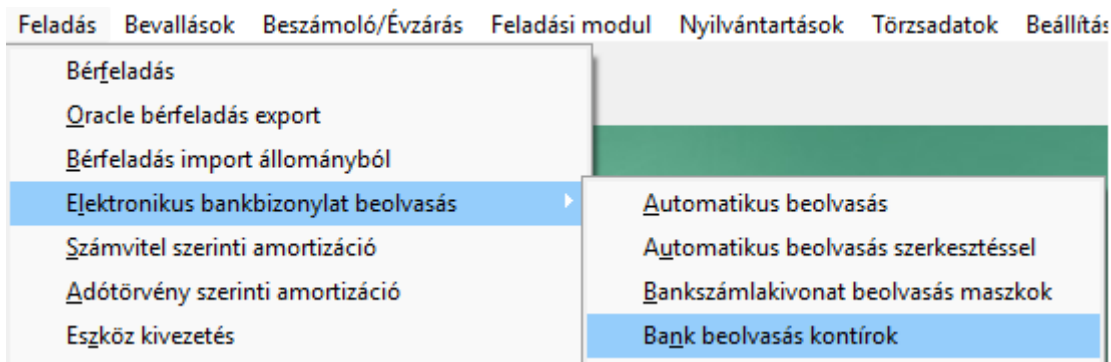 Feladás Bevallások Beszámoló/Évzárás Feladási modul Nyilvántartások Törzsadatok Beállítás
Bérfeladás
Oracle bérfeladás export
Bérfeladás import állományból
Elektronikus bankbizonylat beolvasás
Számvitel szerinti amortizáció
Adótörvény szerinti amortizáció
Eszköz kivezetés
Automatikus beolvasás
Automatikus beolvasás szerkesztéssel
Bankszámlakivonat beolvasás maszkok
Bank beolvasás kontírok